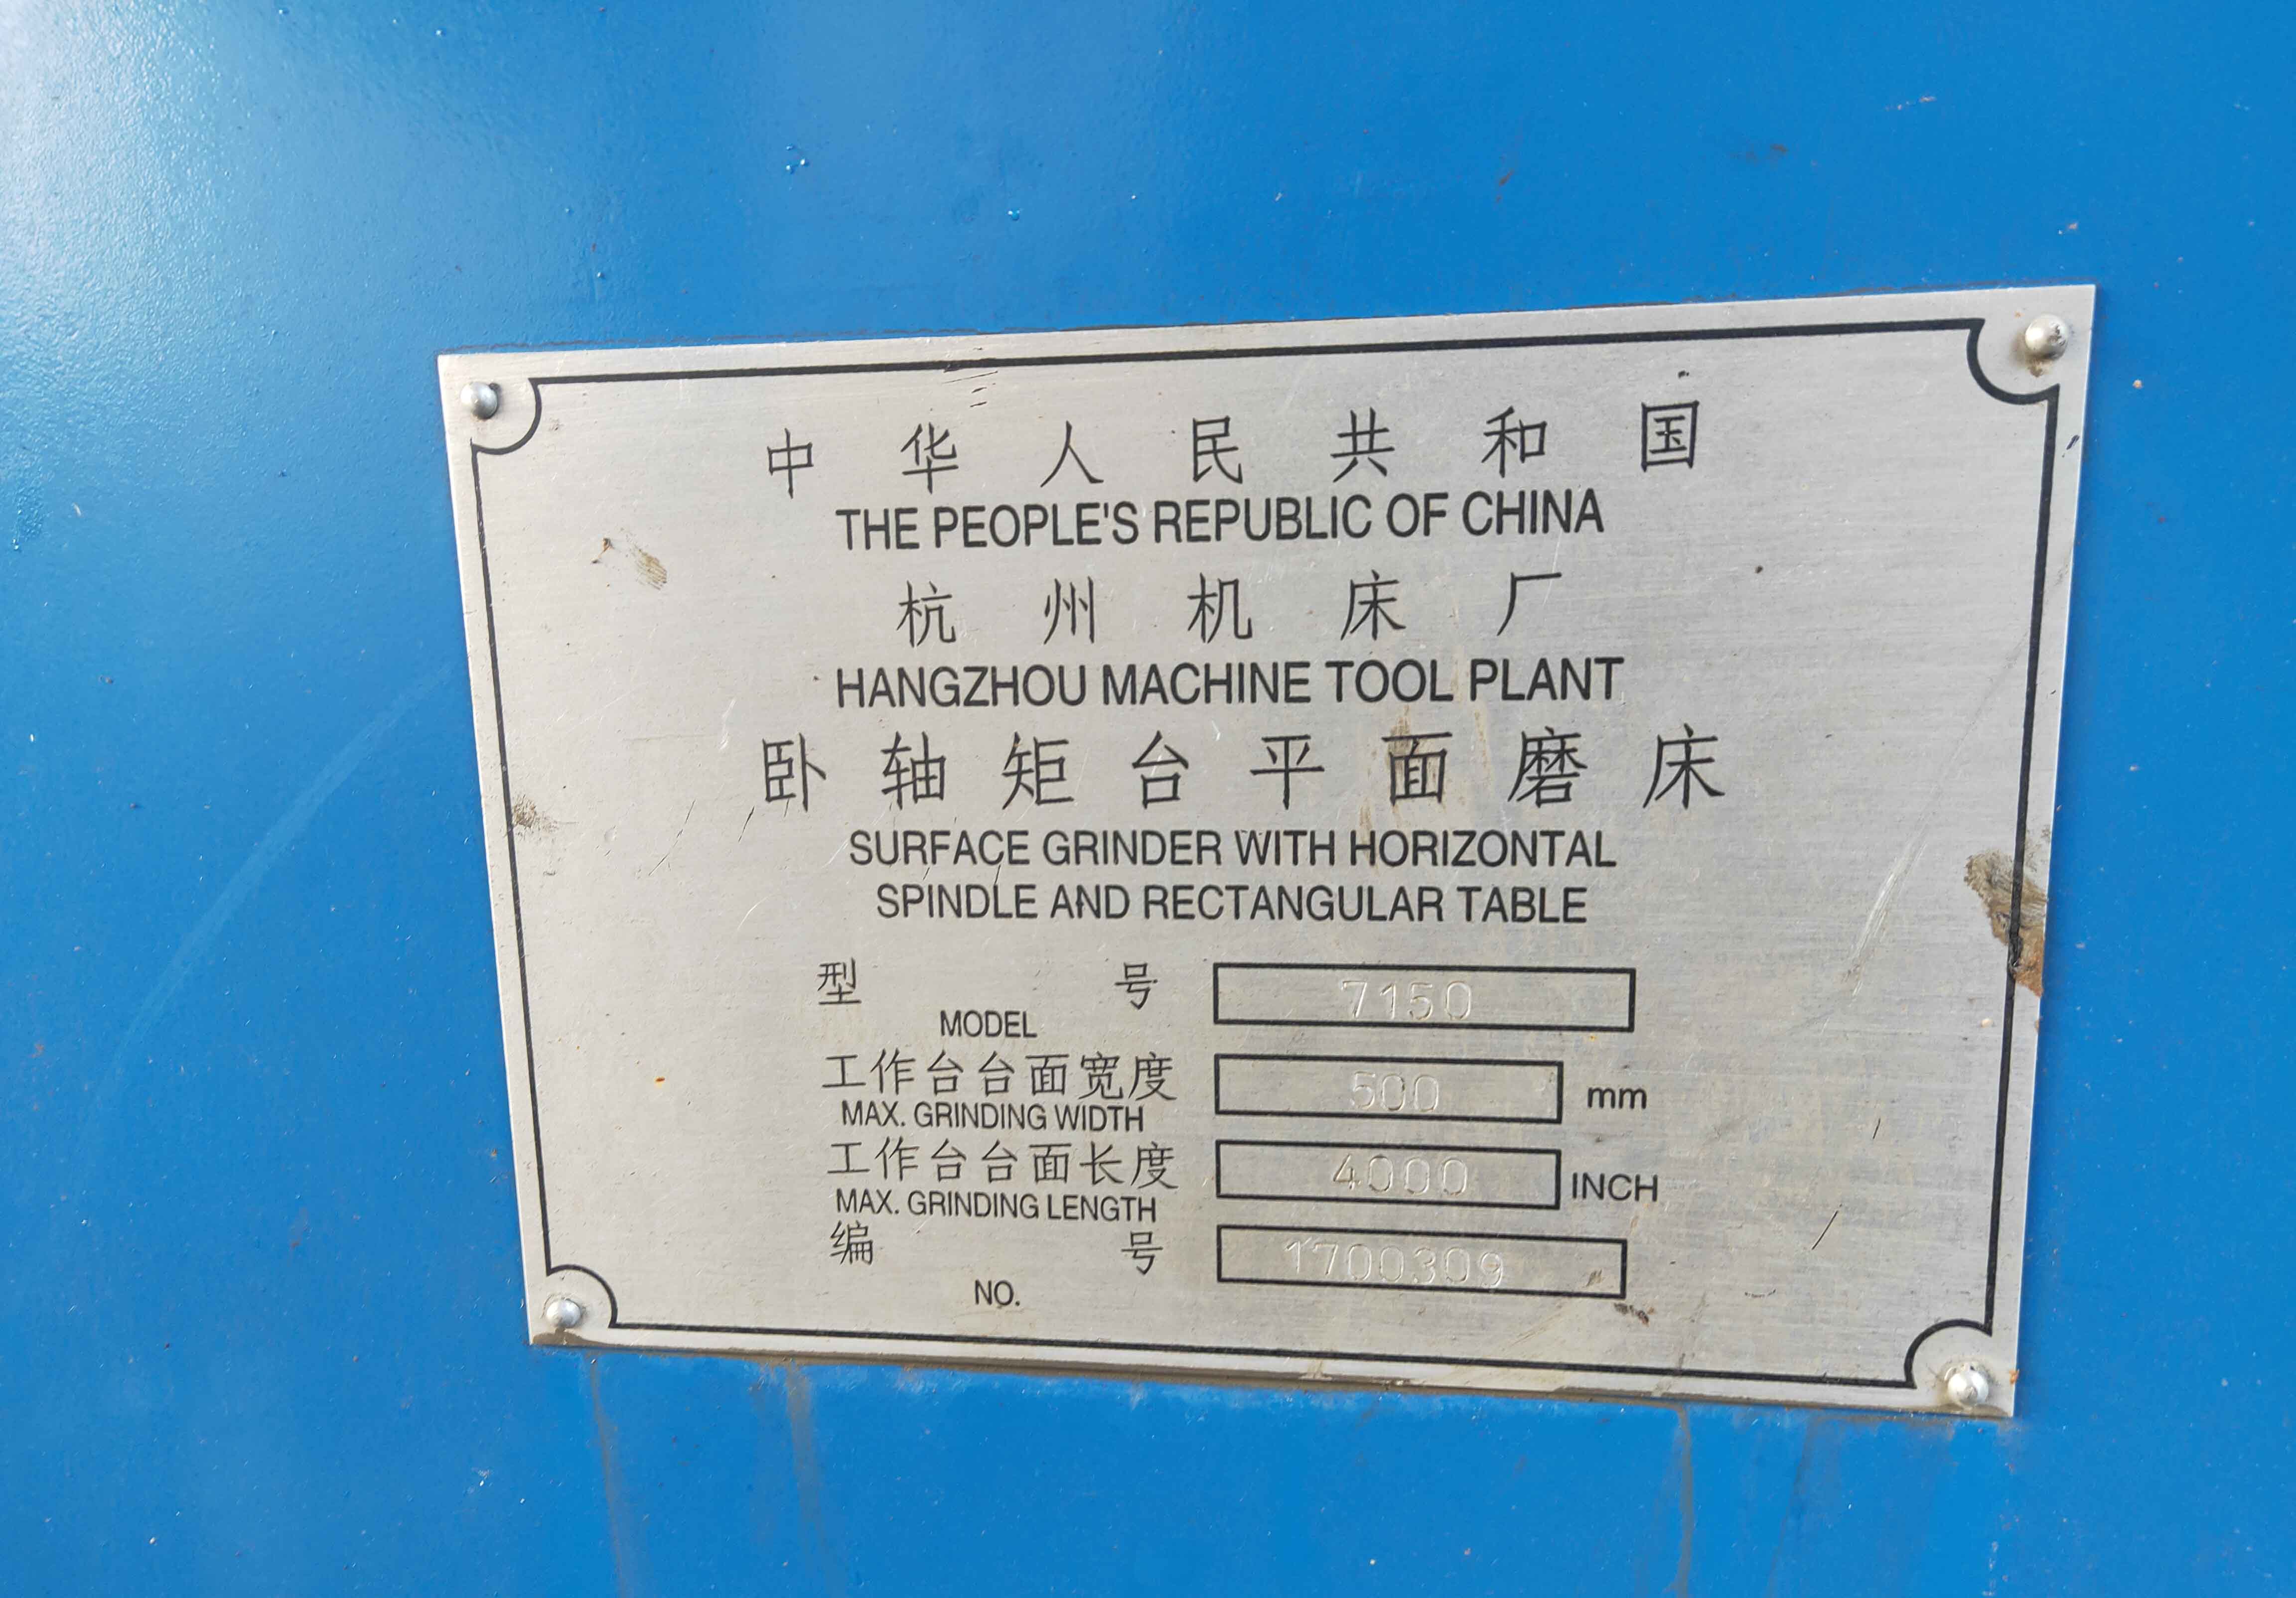 中华人民共和国
THE PEOPLE'S REPUBLIC OF CHINA
杭州机床厂
HANGZHOU MACHINE TOOL PLANT
卧轴矩台平面磨床
SURFACE GRINDER WITH HORIZONTAL
SPINDLE AND RECTANGULAR TABLE
型号 7150
MODEL
工作台台面宽度 500 mm
MAX. GRINDING WIDTH
工作台台面长度 4000 INCH
MAX. GRINDING LENGTH
编号 1700309
NO.